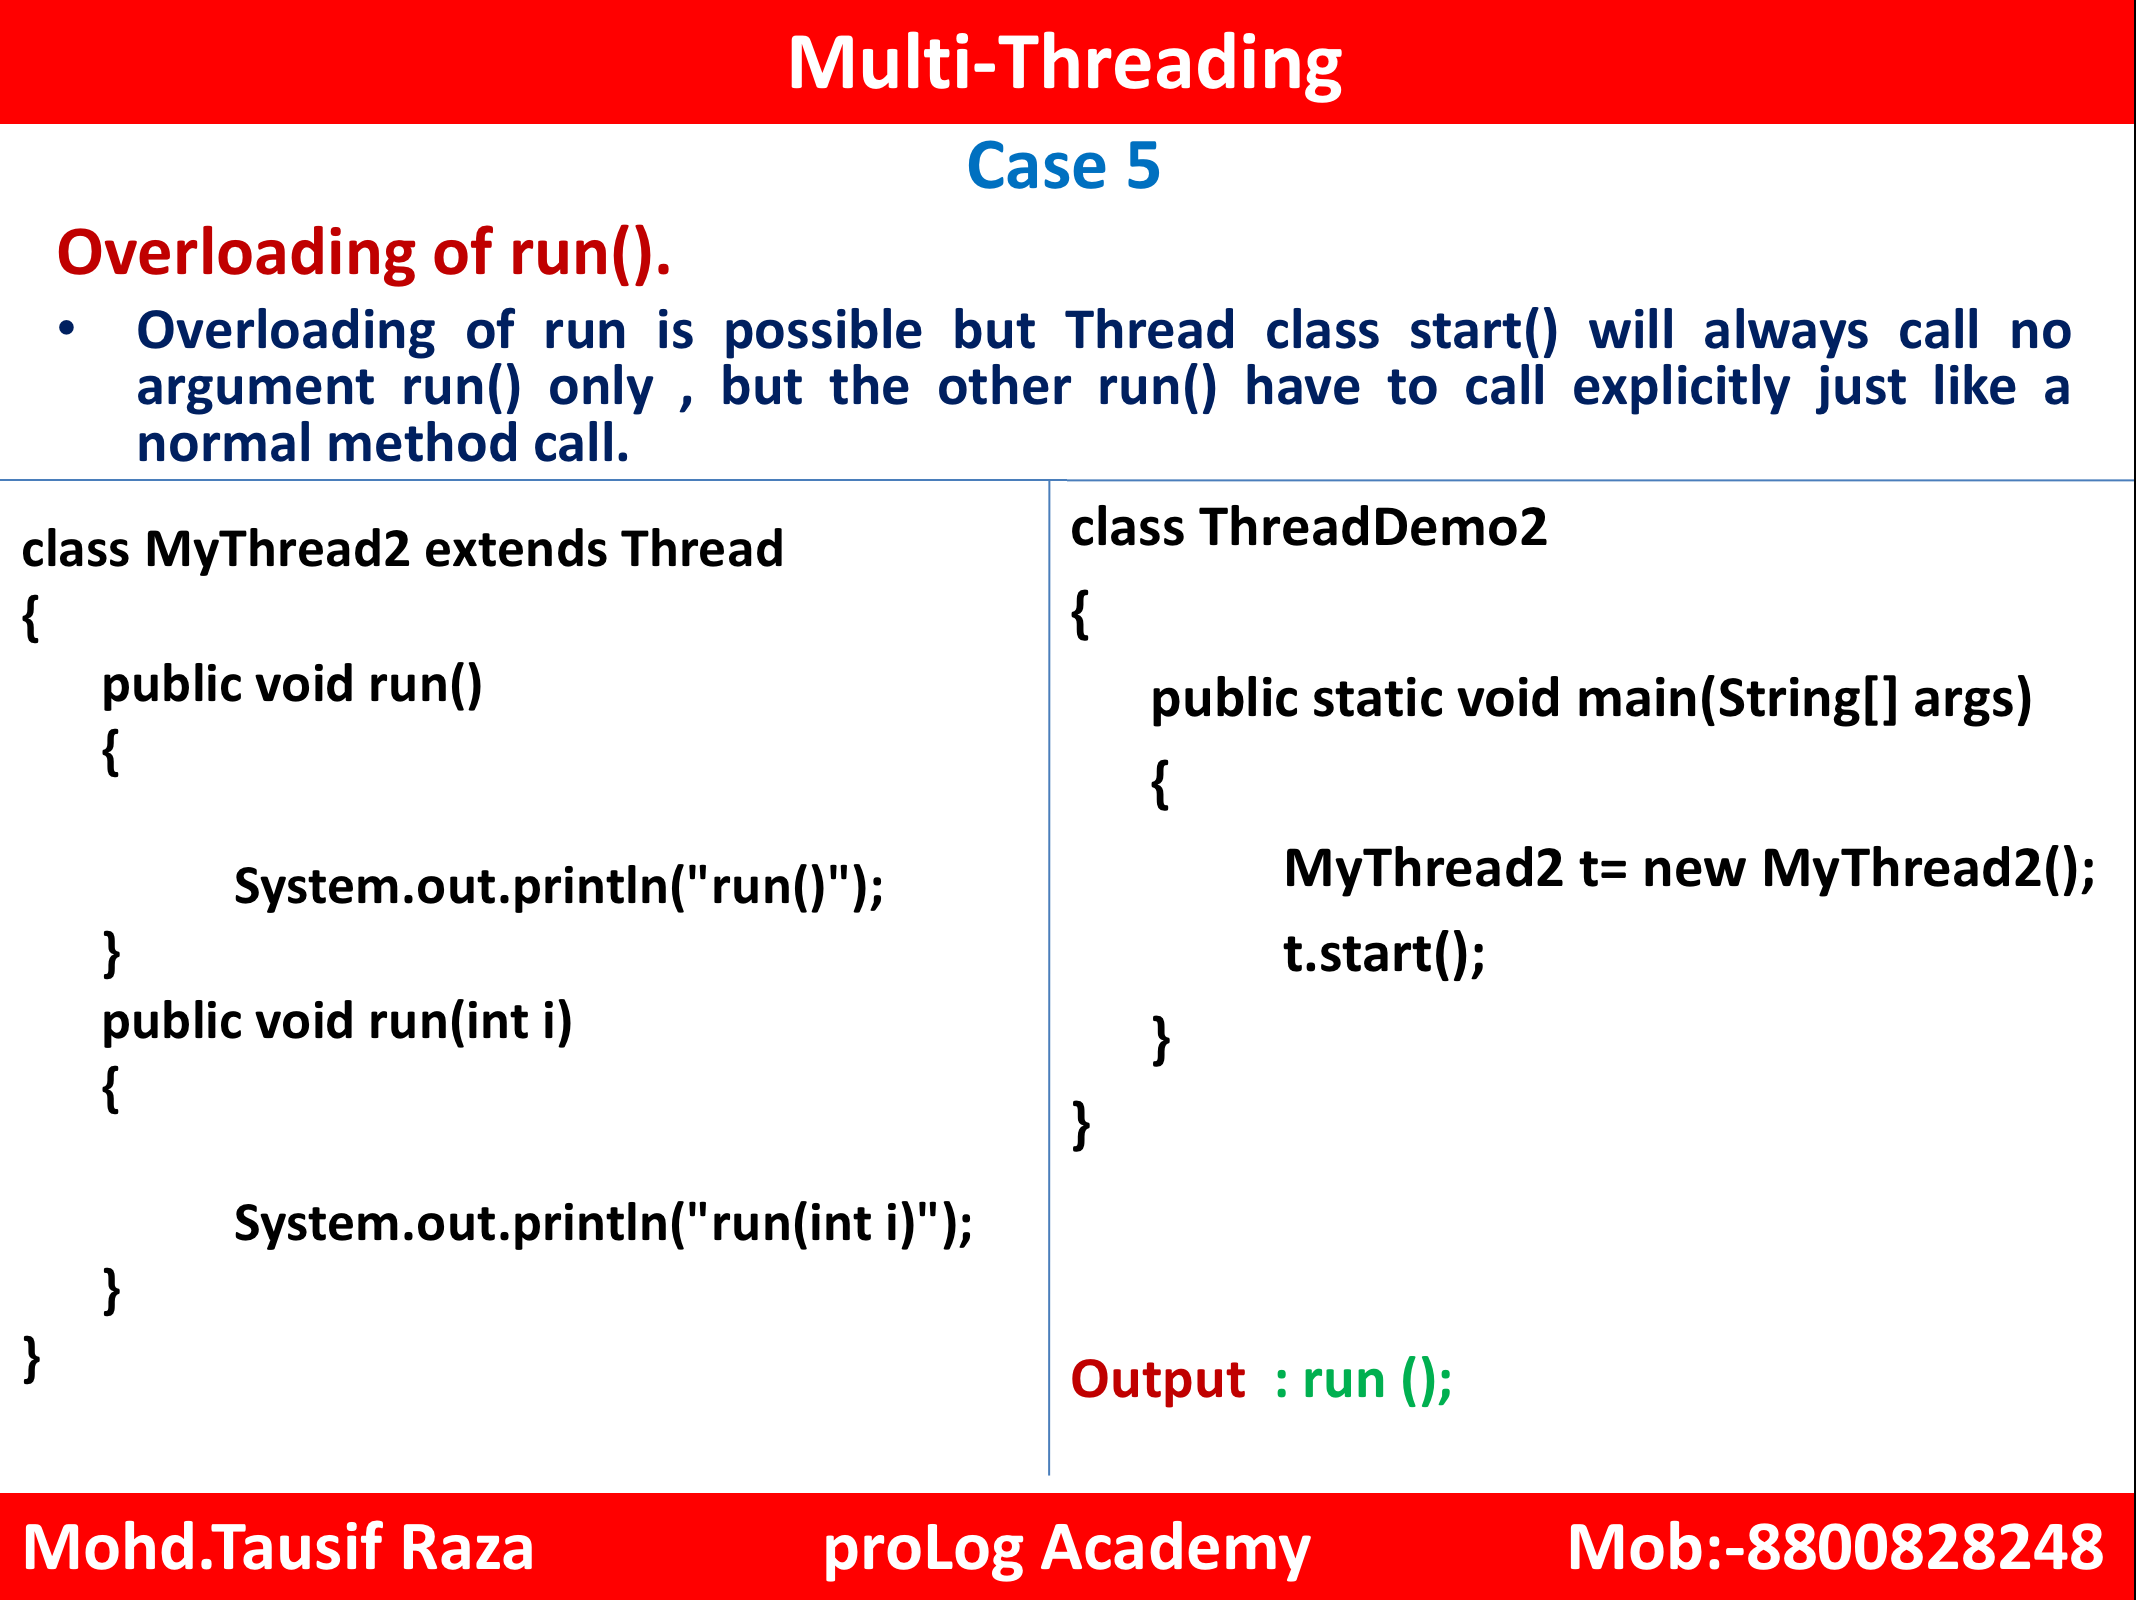 Multi-Threading
Case 5
Overloading of run().
• Overloading of run is possible but Thread class start() will always call no
argument run() only , but the other run() have to call explicitly just like a
normal method call.
class MyThread2 extends Thread
{
public void run()
{
System.out.println("run()");
}
public void run(int i)
{
System.out.println("run(int i)");
}
}
class ThreadDemo2
{
public static void main(String[] args)
{
MyThread2 t= new MyThread2();
t.start();
}
}
Output : run ();
Mohd.Tausif Raza proLog Academy Mob:-8800828248